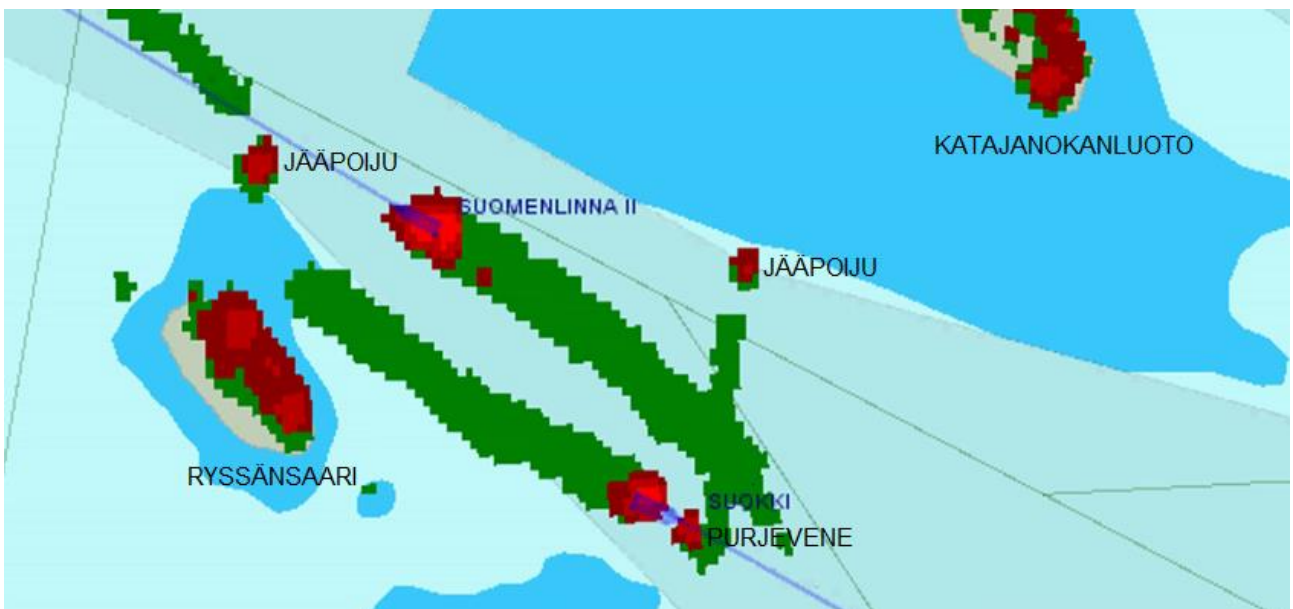 KATAJANOKANLUOTO
JÄÄPOIJU
SUOMENLINNA II
JÄÄPOIJU
RYSSÄNSAARI
SUOKKI
PURJEVENE